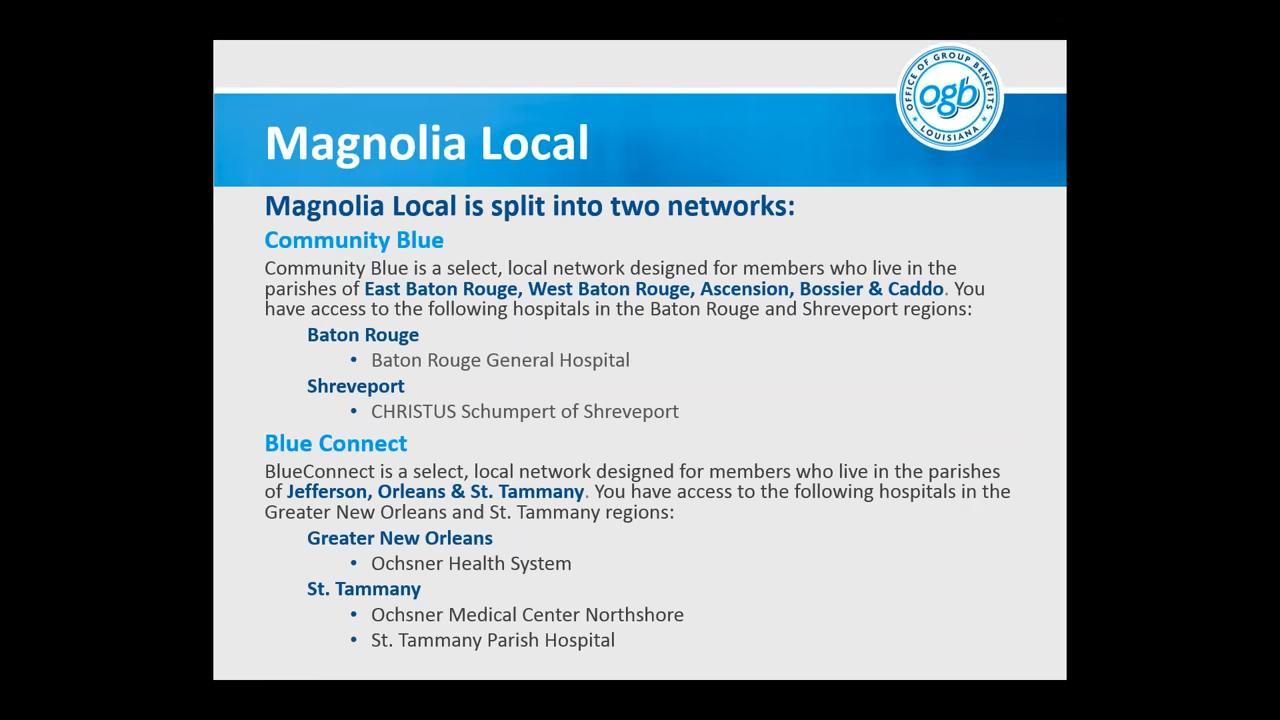 OFFICE OF GROUP BENEFITS
ogb
LOUISIANA
Magnolia Local
Magnolia Local is split into two networks:
Community Blue
Community Blue is a select, local network designed for members who live in the
parishes of East Baton Rouge, West Baton Rouge, Ascension, Bossier & Caddo. You
have access to the following hospitals in the Baton Rouge and Shreveport regions:
Baton Rouge
• Baton Rouge General Hospital
Shreveport
• CHRISTUS Schumpert of Shreveport
Blue Connect
BlueConnect is a select, local network designed for members who live in the parishes
of Jefferson, Orleans & St. Tammany. You have access to the following hospitals in the
Greater New Orleans and St. Tammany regions:
Greater New Orleans
• Ochsner Health System
St. Tammany
• Ochsner Medical Center Northshore
• St. Tammany Parish Hospital